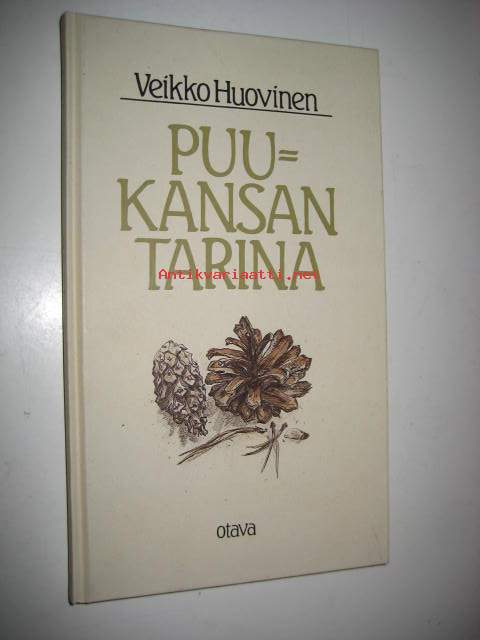 Veikko Huovinen
PUU=
KANSAN
TARINA
Antikvariaatti.net
otava